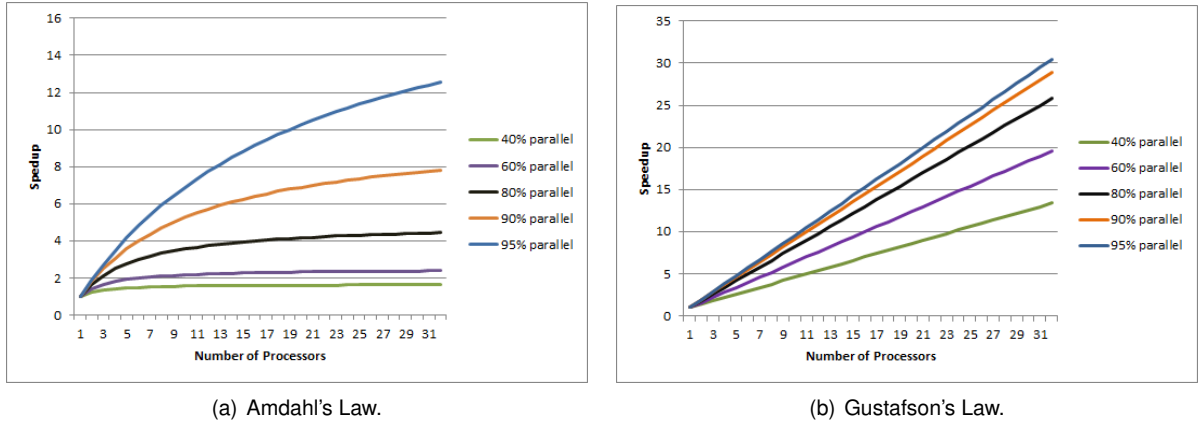 16
14
12
10
8
6
4
2
0
Spedup
1 3 5 7 9 11 13 15 17 19 21 23 25 27 29 31
Number of Processors
40% parallel
60% parallel
80% parallel
90% parallel
95% parallel
(a) Amdahl's Law.
35
30
25
20
15
10
5
0
Speedup
1 3 5 7 9 11 13 15 17 19 21 23 25 27 29 31
Number of Processors
40% parallel
60% parallel
80% parallel
90% parallel
95% parallel
(b) Gustafson's Law.